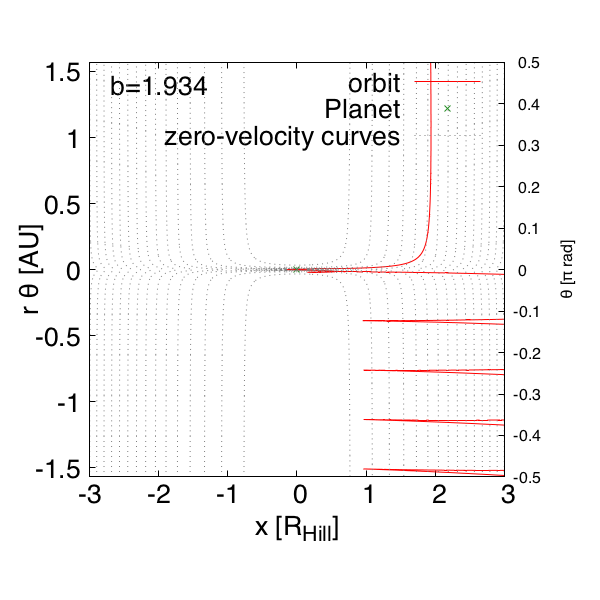 b=1.934
orbit
Planet
zero-velocity curves
r θ [AU]
1.5
1
0.5
0
-0.5
-1
-1.5
-3 -2 -1 0 1 2 3
x [R_Hill]
0.5
0.4
0.3
0.2
0.1
0
-0.1
-0.2
-0.3
-0.4
-0.5
θ [π rad]